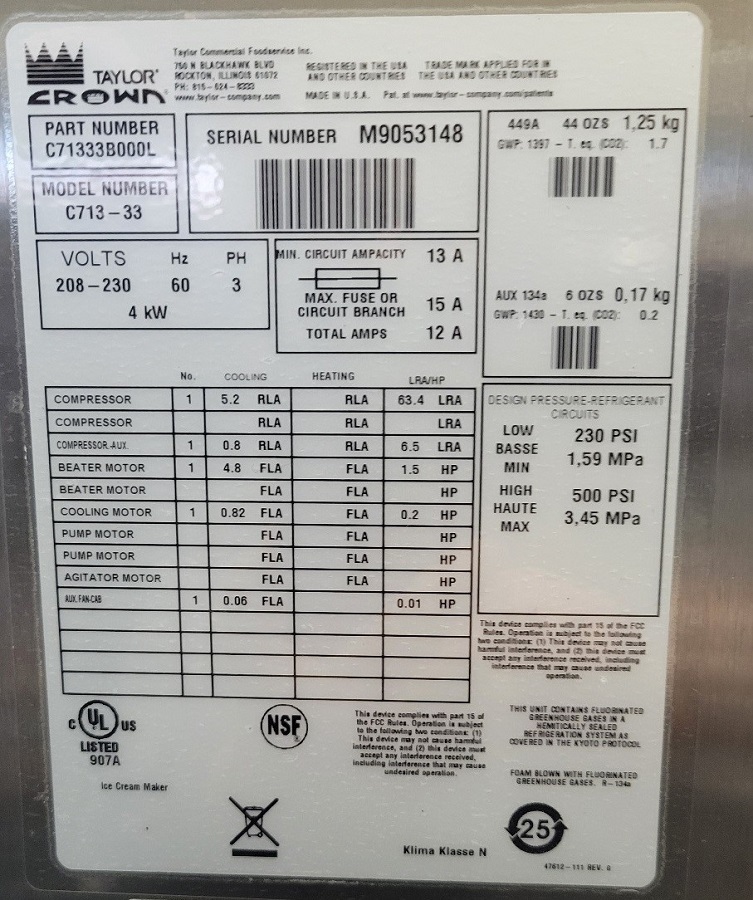 TAYLOR®
CROWN®
Taylor Commercial Foodservice Inc.
750 N BLACKHAWK BLVD
ROCKTON, ILLINOIS 61072
PH: 815-624-8333
www.taylor-company.com
REGISTERED IN THE USA
AND OTHER COUNTRIES
TRADE MARK APPLIED FOR IN
THE USA AND OTHER COUNTRIES
MADE IN U.S.A. Pat. at www.taylor-company.com/patents
PART NUMBER
C71333B000L
MODEL NUMBER
C713-33
SERIAL NUMBER M9053148
449A 44 OZS 1,25 kg
GWP: 1397 - T. eq. (CO2): 1.7
AUX 134a 6 OZS 0,17 kg
GWP: 1430 - T. eq. (CO2): 0.2
VOLTS Hz PH
208-230 60 3
4 kW
MIN. CIRCUIT AMPACITY 13 A
MAX. FUSE OR
CIRCUIT BRANCH 15 A
TOTAL AMPS 12 A
No. COOLING HEATING LRA/HP
COMPRESSOR 1 5.2 RLA RLA 63.4 LRA
COMPRESSOR RLA RLA LRA
COMPRESSOR-AUX. 1 0.8 RLA RLA 6.5 LRA
BEATER MOTOR 1 4.8 FLA FLA 1.5 HP
BEATER MOTOR FLA FLA HP
COOLING MOTOR 1 0.82 FLA FLA 0.2 HP
PUMP MOTOR FLA FLA HP
PUMP MOTOR FLA FLA HP
AGITATOR MOTOR FLA FLA HP
AUX. FAN-CAB 1 0.06 FLA 0.01 HP
DESIGN PRESSURE-REFRIGERANT
CIRCUITS
LOW
BASSE
MIN
230 PSI
1,59 MPa
HIGH
HAUTE
MAX
500 PSI
3,45 MPa
This device complies with part 15 of the FCC
Rules. Operation is subject to the following
two conditions: (1) This device may not cause
harmful interference, and (2) this device must
accept any interference received, including
interference that may cause undesired
operation.
C UL US
LISTED
907A
Ice Cream Maker
NSF®
This device complies with part 15 of
the FCC Rules. Operation is subject
to the following two conditions: (1)
This device may not cause harmful
interference, and (2) this device must
accept any interference received,
including interference that may cause
undesired operation.
THIS UNIT CONTAINS FLUORINATED
GREENHOUSE GASES IN A
HEMITICALLY SEALED
REFRIGERATION SYSTEM AS
COVERED IN THE KYOTO PROTOCOL
FOAM BLOWN WITH FLUORINATED
GREENHOUSE GASES. R-134a
25
Klima Klasse N
47612-111 REV. G